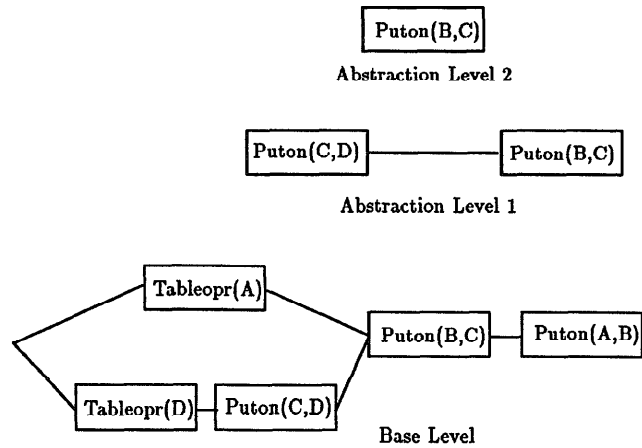 Puton(B,C)
Abstraction Level 2
Puton(C,D)
Puton(B,C)
Abstraction Level 1
Tableopr(A)
Puton(B,C)
Puton(A,B)
Tableopr(D)
Puton(C,D)
Base Level